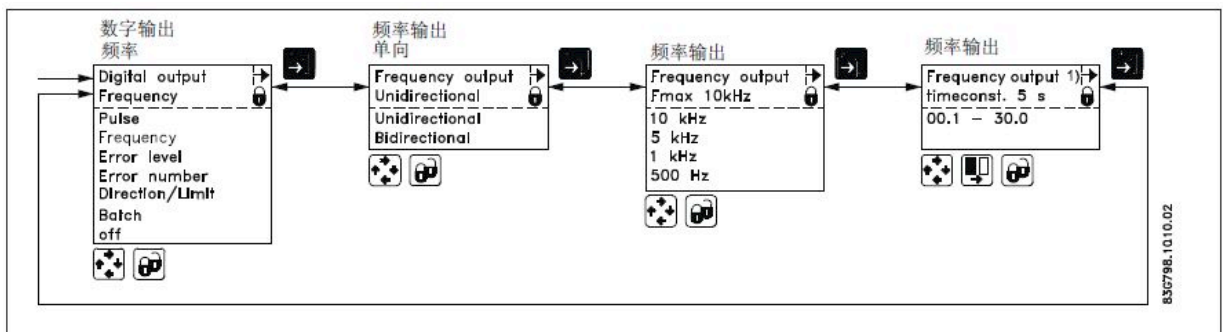 数字输出
频率
Digital output
Frequency
Pulse
Frequency
Error level
Error number
Direction/Limit
Batch
off
频率输出
单向
Frequency output
Unidirectional
Unidirectional
Bidirectional
频率输出
Frequency output
Fmax 10kHz
10 kHz
5 kHz
1 kHz
500 Hz
频率输出
Frequency output 1)
timeconst. 5 s
00.1 - 30.0
83G798.10.10.02